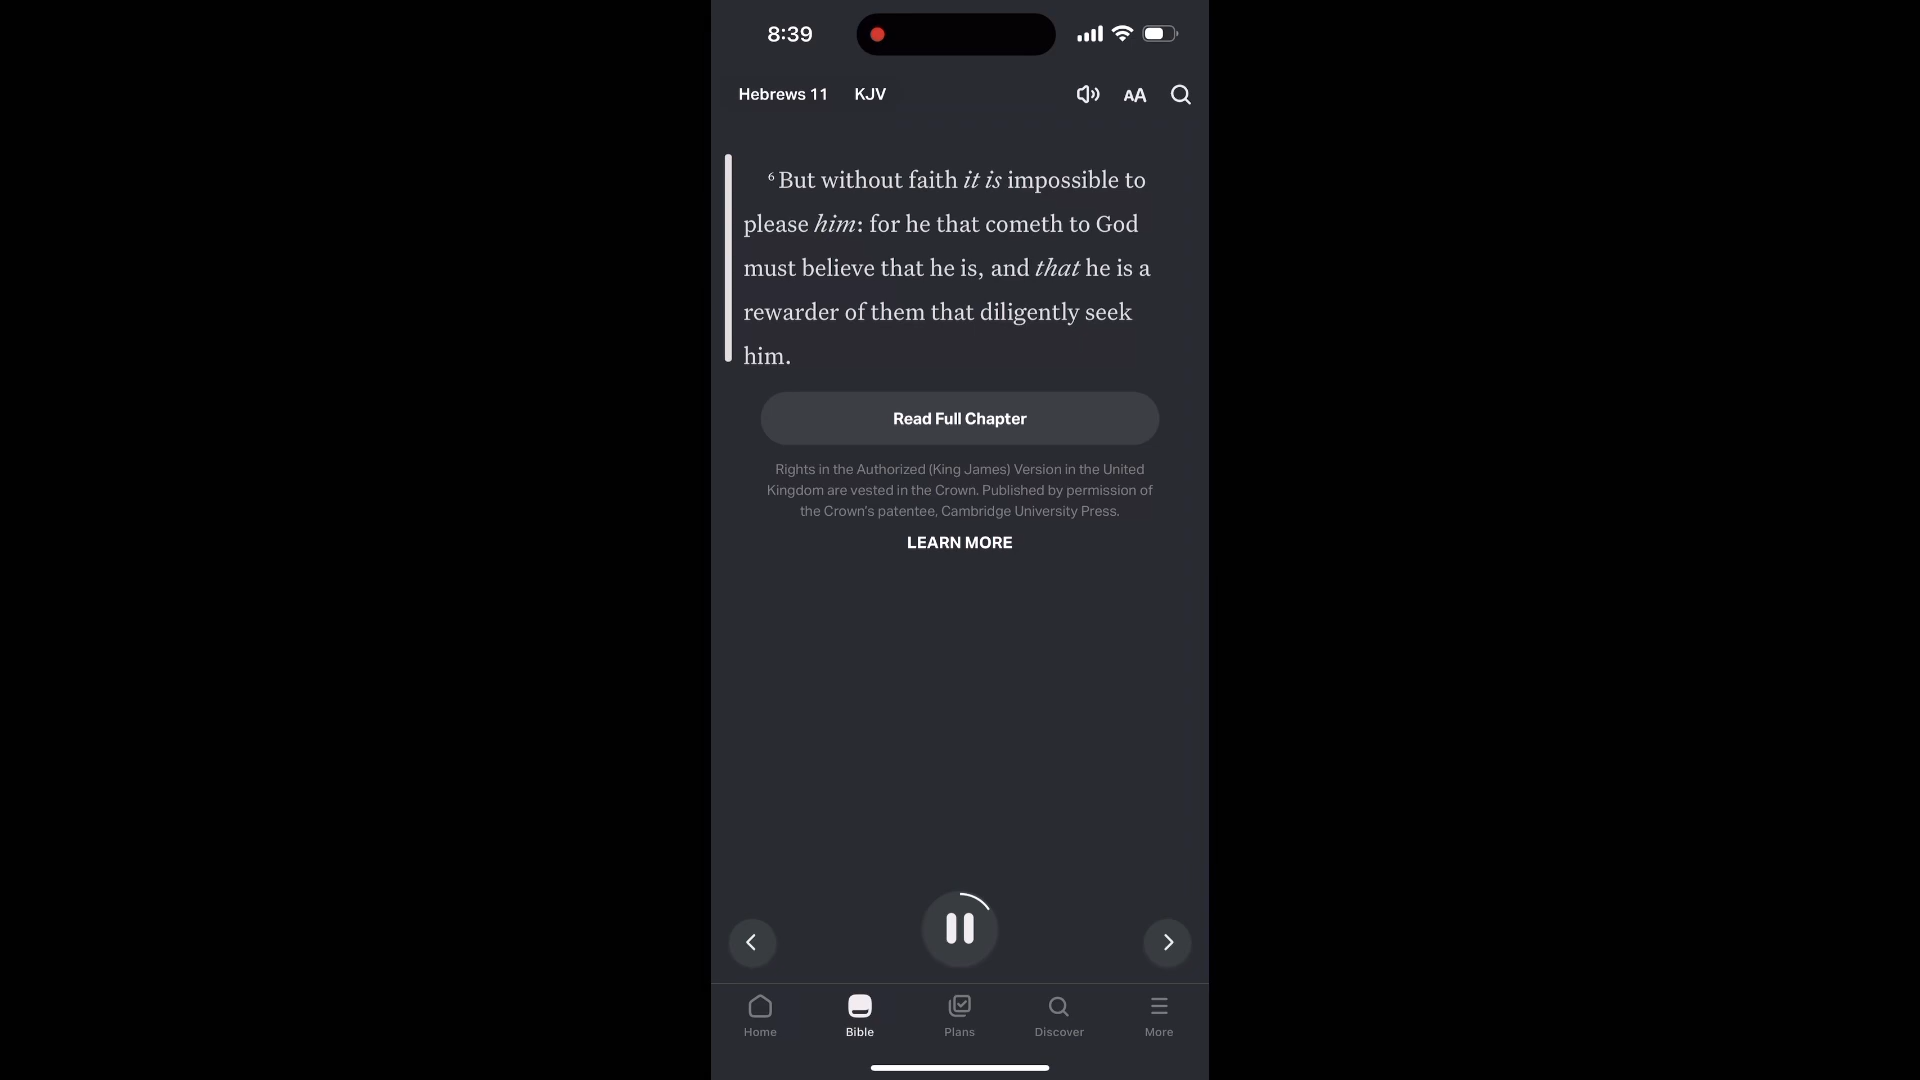 8:39
Hebrews 11 KJV AA
6 But without faith it is impossible to
please him: for he that cometh to God
must believe that he is, and that he is a
rewarder of them that diligently seek
him.
Read Full Chapter
Rights in the Authorized (King James) Version in the United
Kingdom are vested in the Crown. Published by permission of
the Crown's patentee, Cambridge University Press.
LEARN MORE
Home Bible Plans Discover More